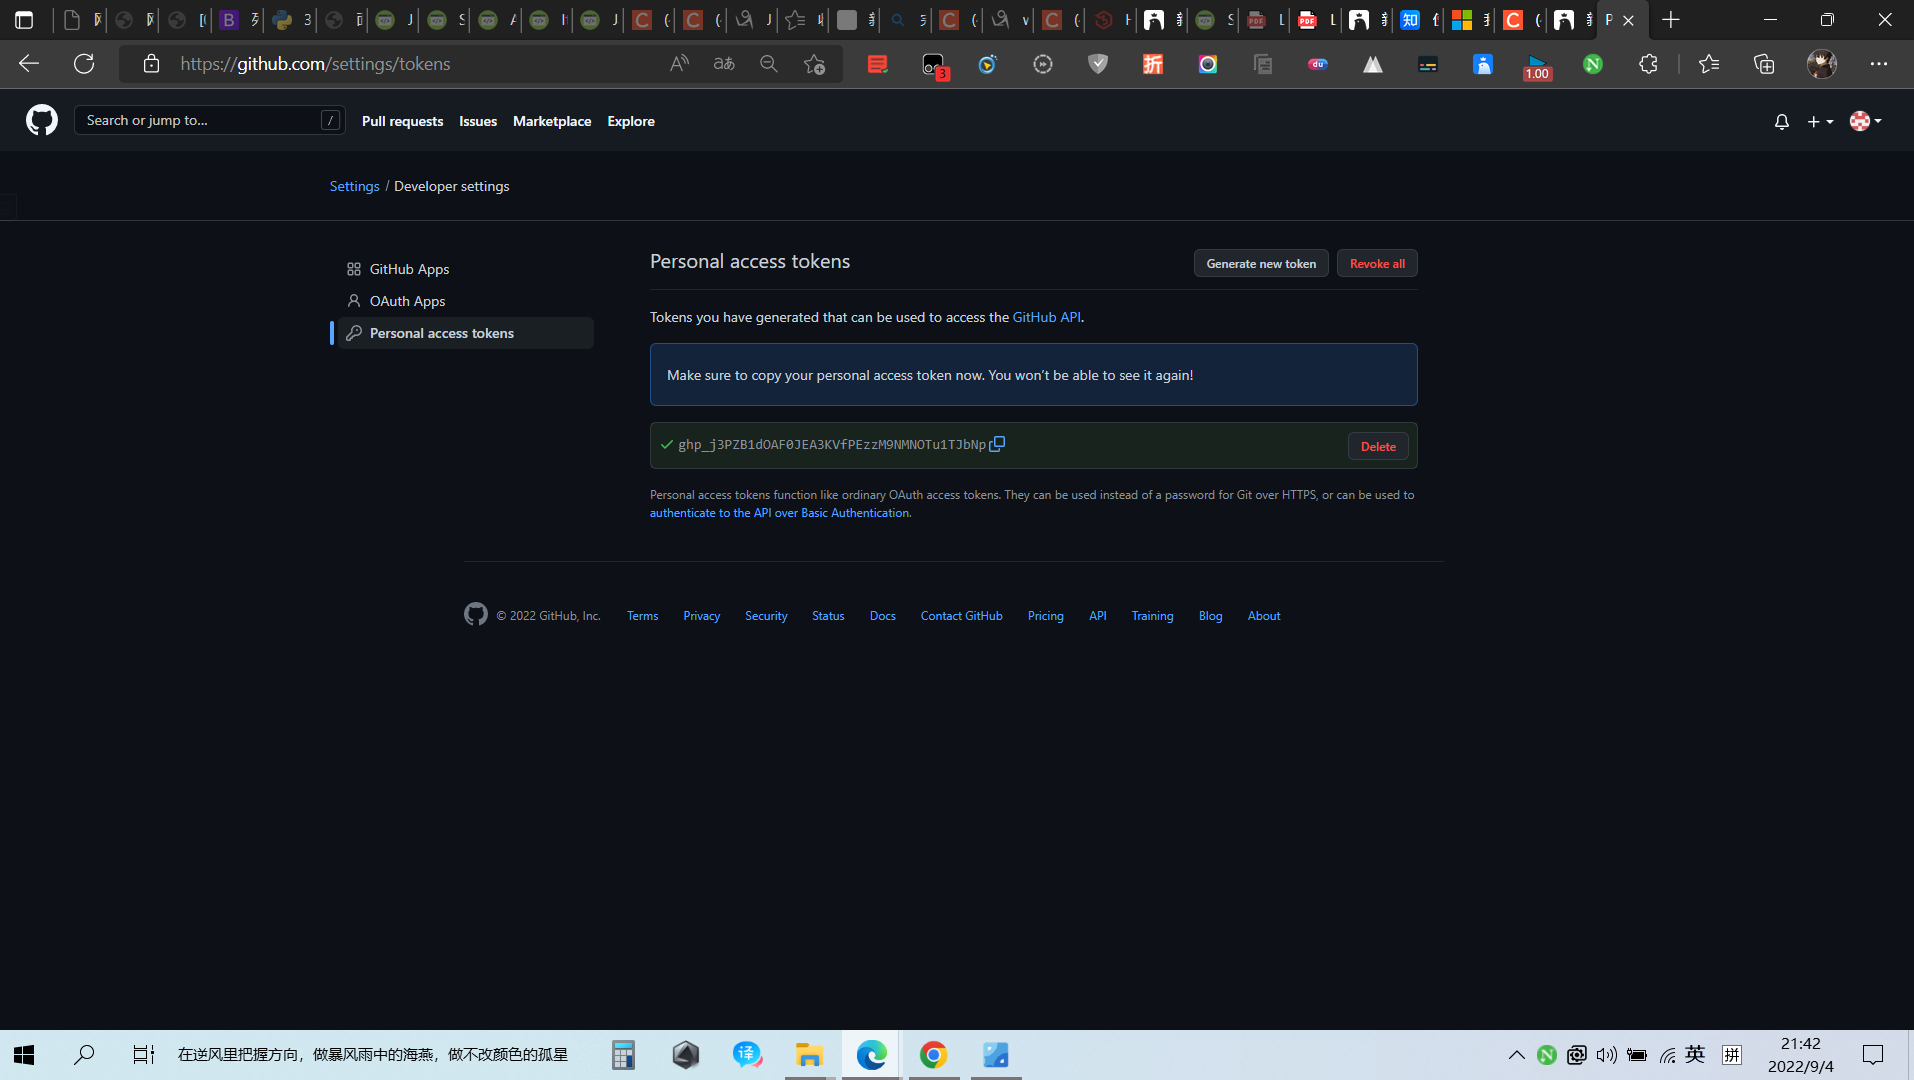 https://github.com/settings/tokens
3
1.00
Search or jump to... /
Pull requests Issues Marketplace Explore
Settings / Developer settings
GitHub Apps
OAuth Apps
Personal access tokens
Personal access tokens
Generate new token
Revoke all
Tokens you have generated that can be used to access the GitHub API.
Make sure to copy your personal access token now. You won't be able to see it again!
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
Delete
Personal access tokens function like ordinary OAuth access tokens. They can be used instead of a password for Git over HTTPS, or can be used to
authenticate to the API over Basic Authentication.
© 2022 GitHub, Inc. Terms Privacy Security Status Docs Contact GitHub Pricing API Training Blog About
在逆风里把握方向，做暴风雨中的海燕，做不改颜色的孤星
译
英
拼
21:42
2022/9/4